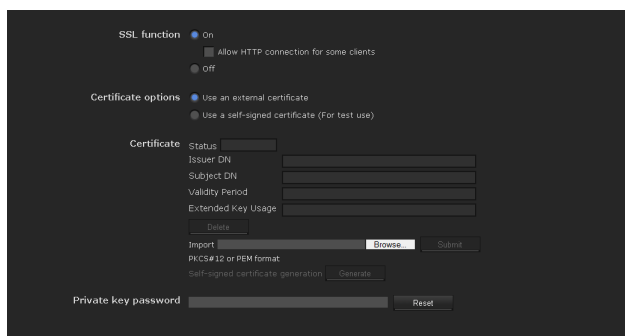 SSL function On
Allow HTTP connection for some clients
Off
Certificate options Use an external certificate
Use a self-signed certificate (For test use)
Certificate Status
Issuer DN
Subject DN
Validity Period
Extended Key Usage
Delete
Import Browse... Submit
PKCS#12 or PEM format
Self-signed certificate generation Generate
Private key password Reset